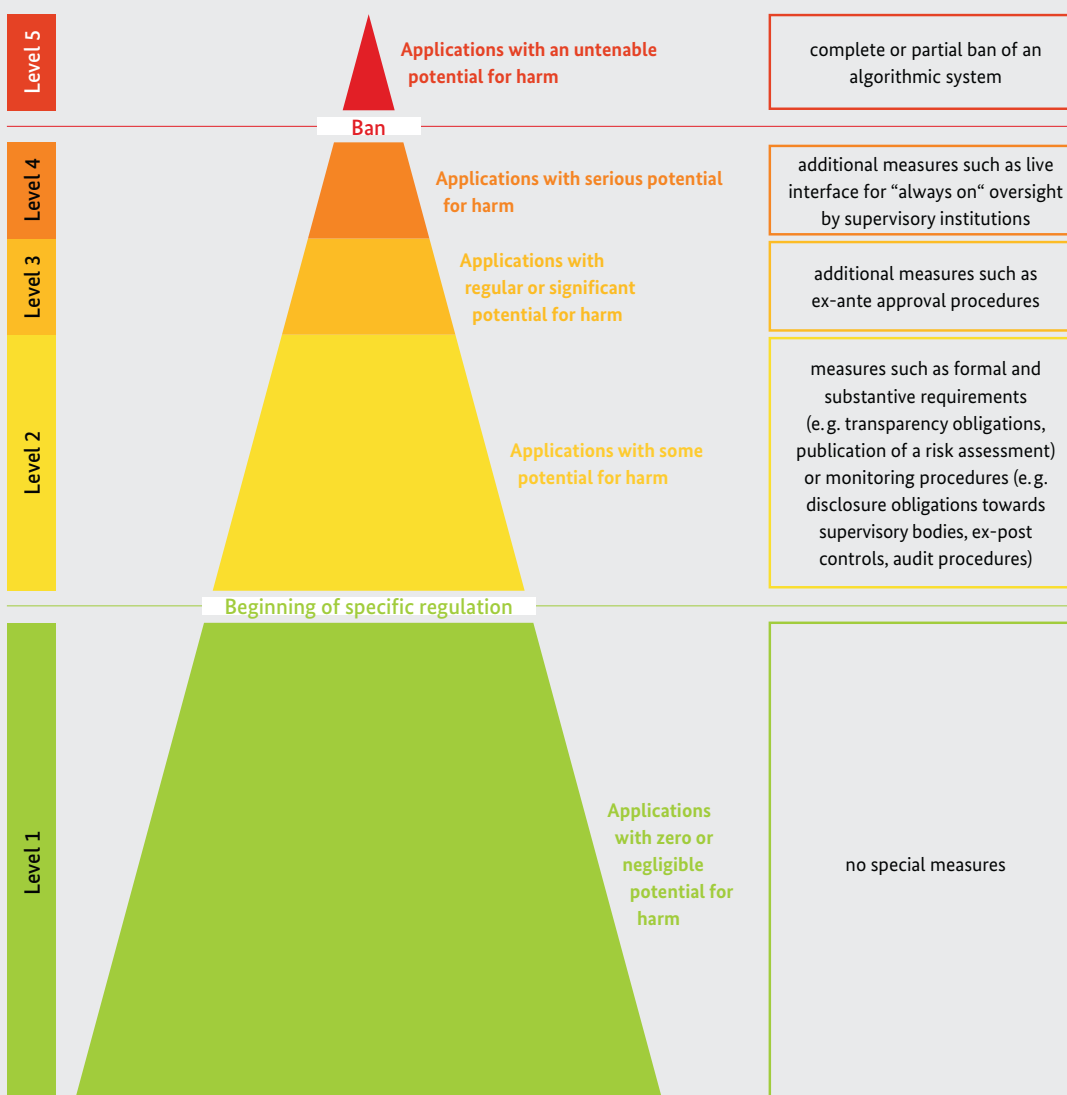 Level 5
Applications with an untenable
potential for harm
complete or partial ban of an
algorithmic system
Ban
Level 4
Applications with serious potential
for harm
additional measures such as live
interface for “always on“ oversight
by supervisory institutions
Level 3
Applications with
regular or significant
potential for harm
additional measures such as
ex-ante approval procedures
Level 2
Applications with some
potential for harm
measures such as formal and
substantive requirements
(e. g. transparency obligations,
publication of a risk assessment)
or monitoring procedures (e. g.
disclosure obligations towards
supervisory bodies, ex-post
controls, audit procedures)
Beginning of specific regulation
Level 1
Applications
with zero or
negligible
potential for
harm
no special measures